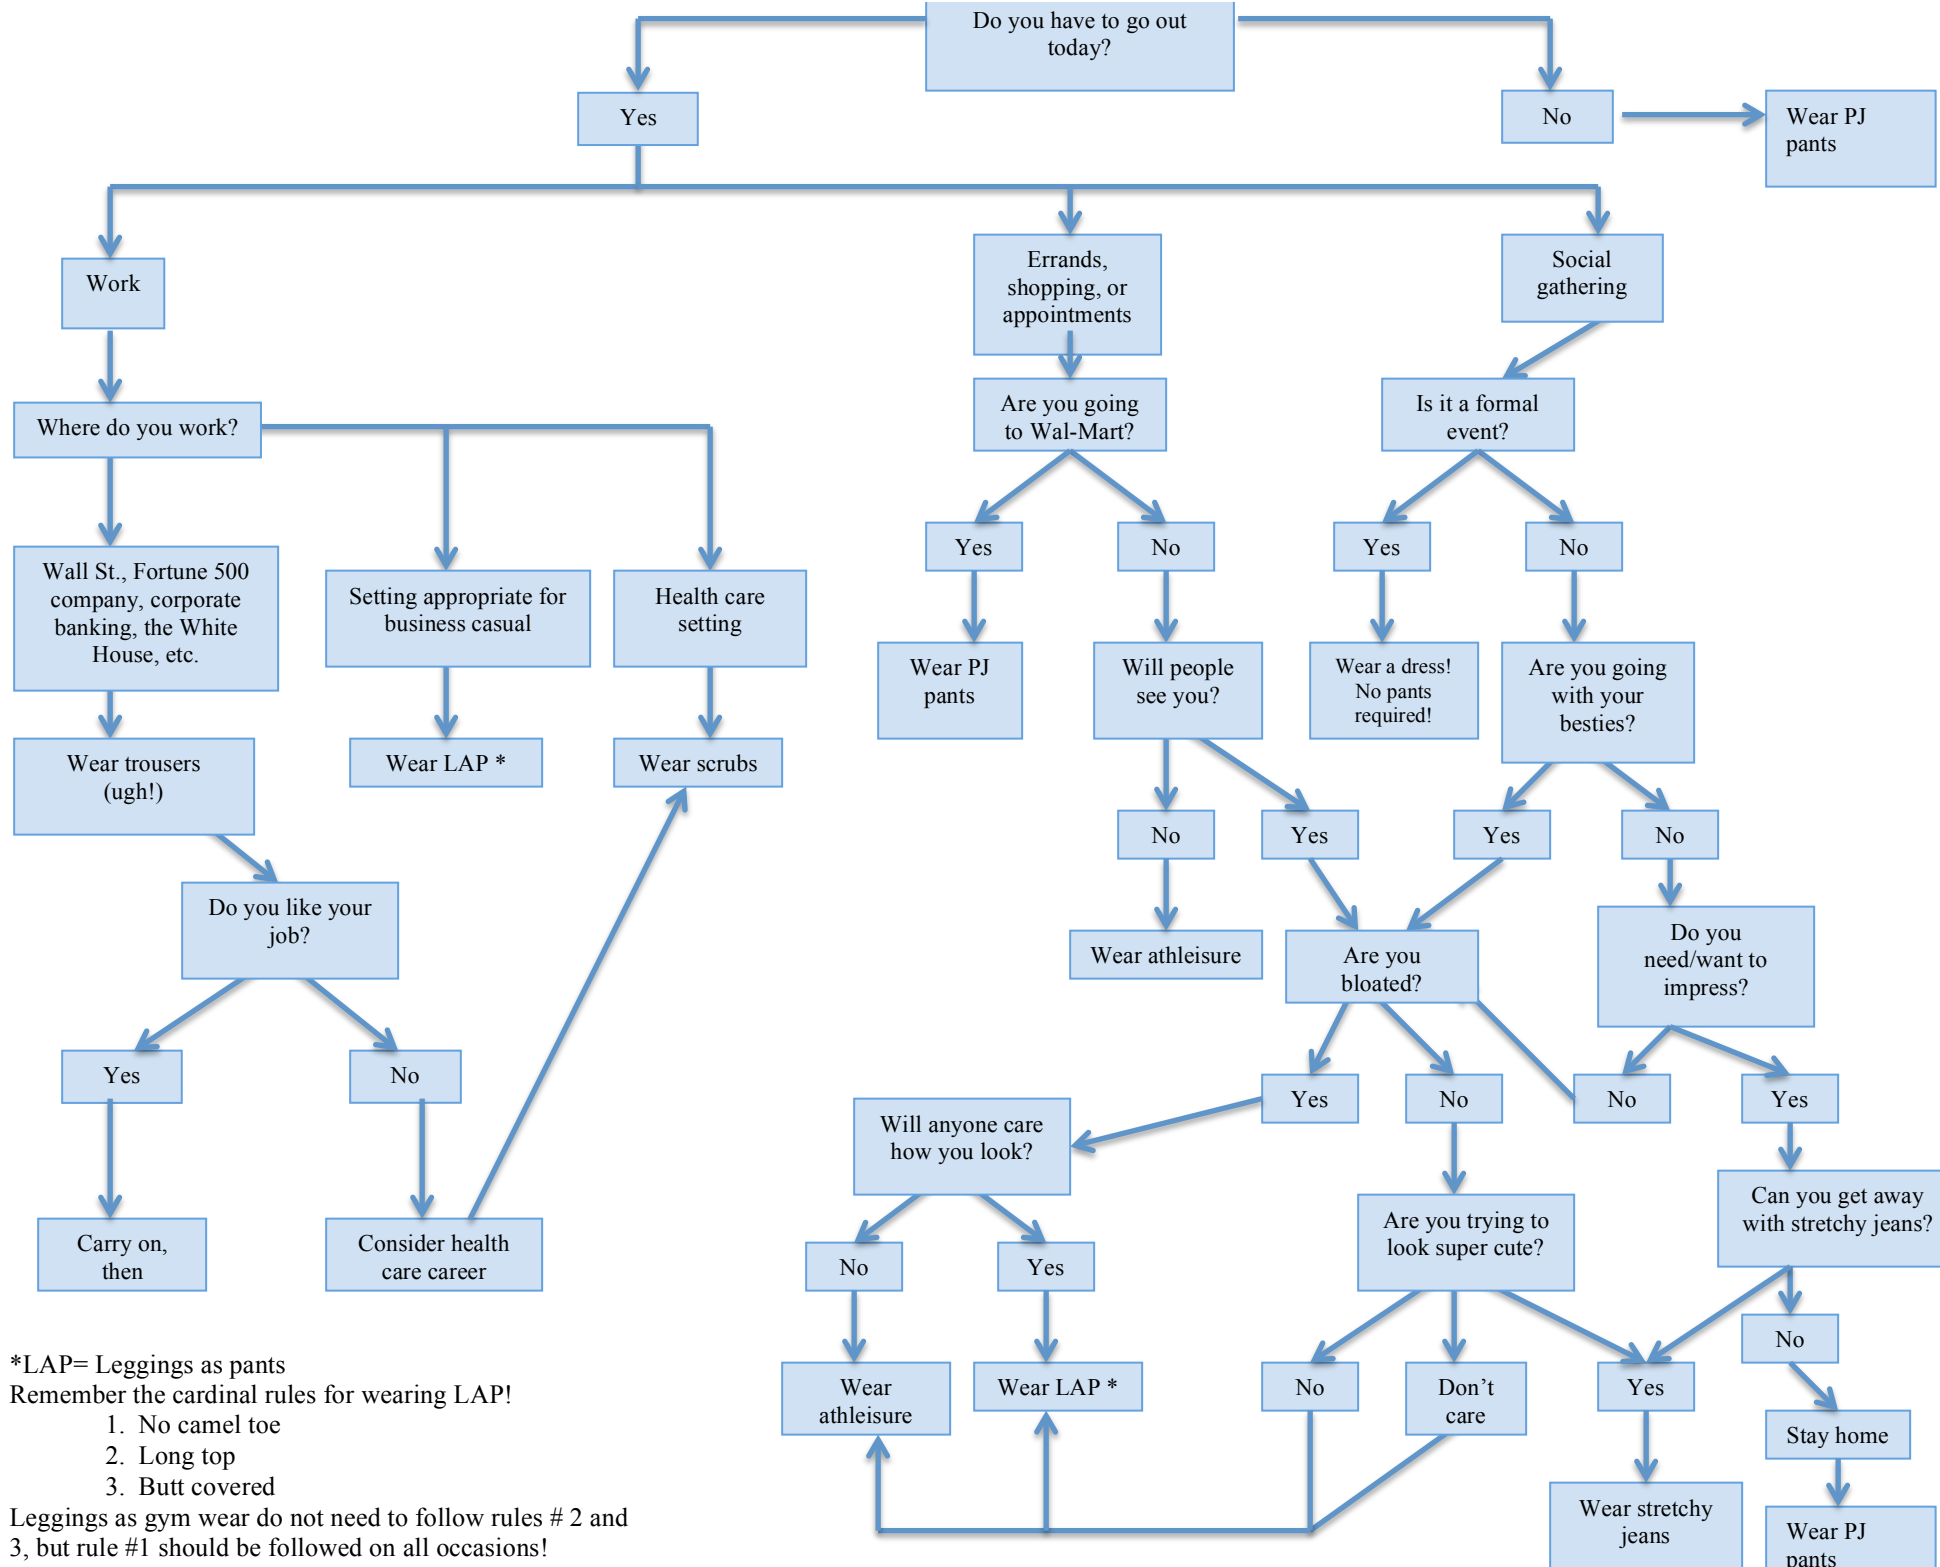 Do you have to go out
today?
Yes
No
Wear PJ
pants
Work
Errands,
shopping, or
appointments
Social
gathering
Where do you work?
Are you going
to Wal-Mart?
Is it a formal
event?
Yes
No
Yes
No
Wall St., Fortune 500
company, corporate
banking, the White
House, etc.
Setting appropriate for
business casual
Health care
setting
Wear PJ
pants
Will people
see you?
Wear a dress!
No pants
required!
Are you going
with your
besties?
Wear trousers
(ugh!)
Wear LAP *
Wear scrubs
No
Yes
Yes
No
Do you like your
job?
Wear athleisure
Are you
bloated?
Do you
need/want to
impress?
Yes
No
Yes
No
No
Yes
Will anyone care
how you look?
Carry on,
then
Consider health
care career
Are you trying to
look super cute?
Can you get away
with stretchy jeans?
No
Yes
No
Wear
athleisure
Wear LAP *
No
Don't
care
Yes
Stay home
Wear stretchy
jeans
Wear PJ
pants
*LAP= Leggings as pants
Remember the cardinal rules for wearing LAP!
1. No camel toe
2. Long top
3. Butt covered
Leggings as gym wear do not need to follow rules # 2 and
3, but rule #1 should be followed on all occasions!